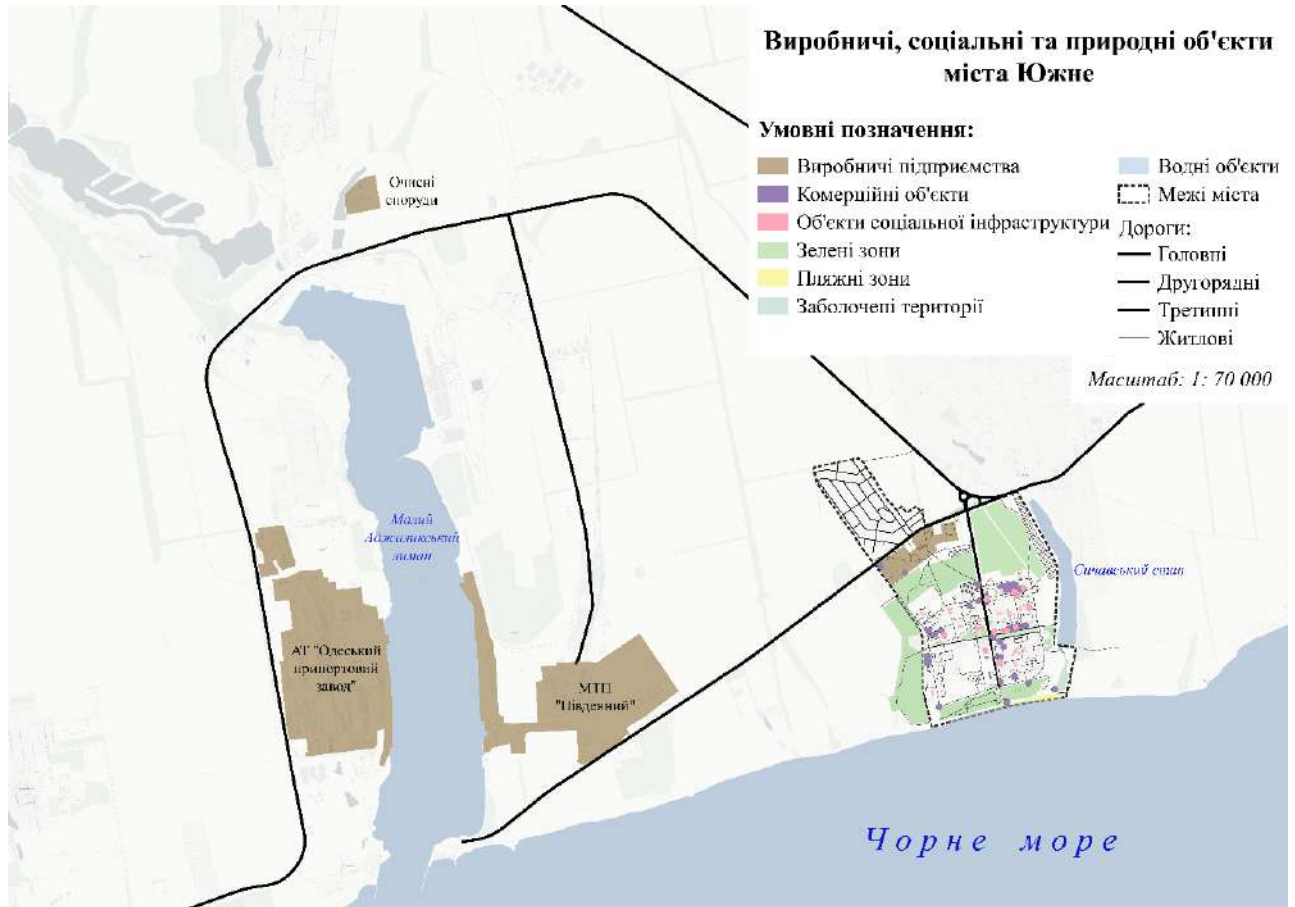 Виробничі, соціальні та природні об'єкти
міста Южне
Умовні позначення:
Виробничі підприємства
Комерційні об'єкти
Об'єкти соціальної інфраструктури
Зелені зони
Пляжні зони
Заболочені території
Водні об'єкти
Межі міста
Дороги:
Головні
Другорядні
Третинні
Житлові
Масштаб: 1: 70 000
Очисні
споруди
Малий
Аджаликський
лиман
Сичавський став
АТ "Одеський
припортовий
завод"
МТП
"Південний"
Чорне море